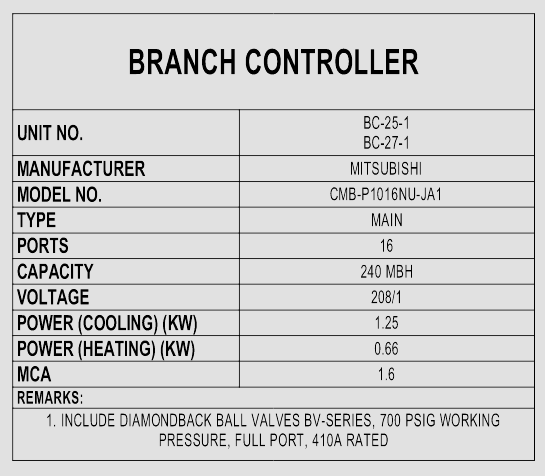 BRANCH CONTROLLER
UNIT NO. BC-25-1
BC-27-1
MANUFACTURER MITSUBISHI
MODEL NO. CMB-P1016NU-JA1
TYPE MAIN
PORTS 16
CAPACITY 240 MBH
VOLTAGE 208/1
POWER (COOLING) (KW) 1.25
POWER (HEATING) (KW) 0.66
MCA 1.6
REMARKS:
1. INCLUDE DIAMONDBACK BALL VALVES BV-SERIES, 700 PSIG WORKING
PRESSURE, FULL PORT, 410A RATED